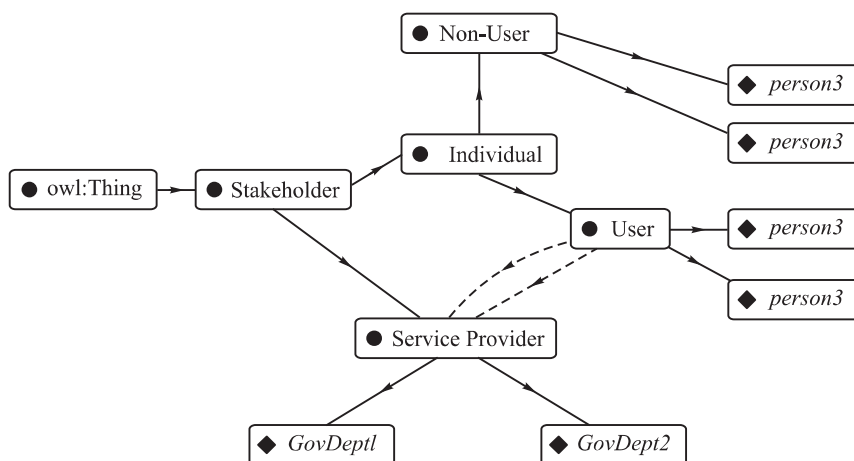 Non-User
person3
person3
Individual
owl:Thing
Stakeholder
User
person3
person3
Service Provider
GovDeptl
GovDept2